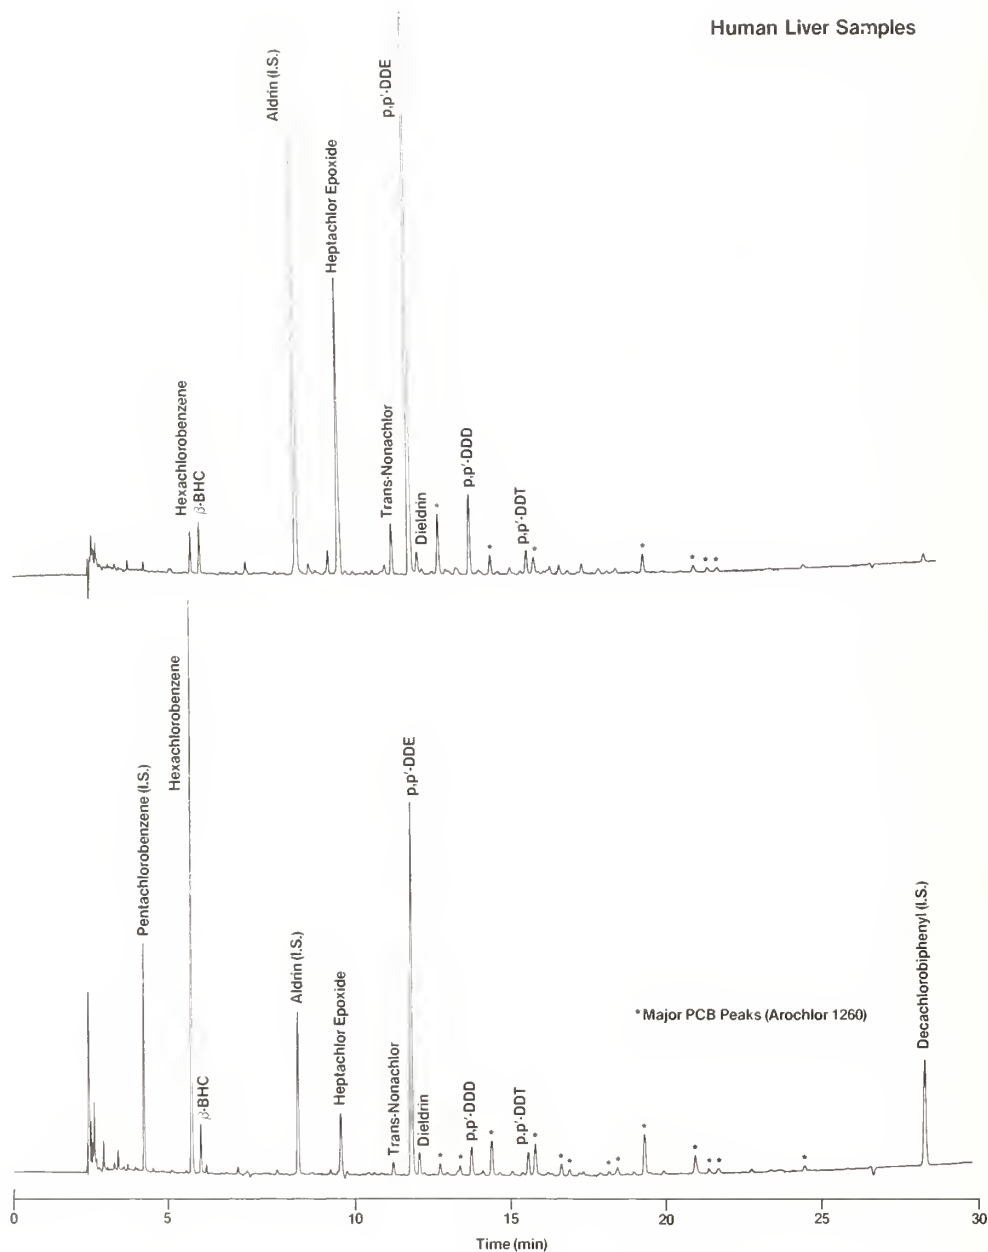 Human Liver Samples
Aldrin (I.S.)
p,p'-DDE
Heptachlor Epoxide
Hexachlorobenzene
β-BHC
Trans-Nonachlor
Dieldrin
*
p,p'-DDD
*
p,p'-DDT
*
*
* * *
Pentachlorobenzene (I.S.)
Hexachlorobenzene
β-BHC
Aldrin (I.S.)
Heptachlor Epoxide
Trans-Nonachlor
p,p'-DDE
Dieldrin
* *
p,p'-DDD
*
p,p'-DDT
*
* *
* *
*
* * *
*
*Major PCB Peaks (Arochlor 1260)
Decachlorobiphenyl (I.S.)
0 5 10 15 20 25 30
Time (min)